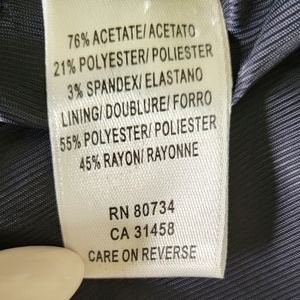 76% ACETATE/ ACETATO
21% POLYESTER/ POLIESTER
3% SPANDEX/ ELASTANO
LINING/ DOUBLURE/ FORRO
55% POLYESTER/ POLIESTER
45% RAYON/ RAYONNE
RN 80734
CA 31458
CARE ON REVERSE